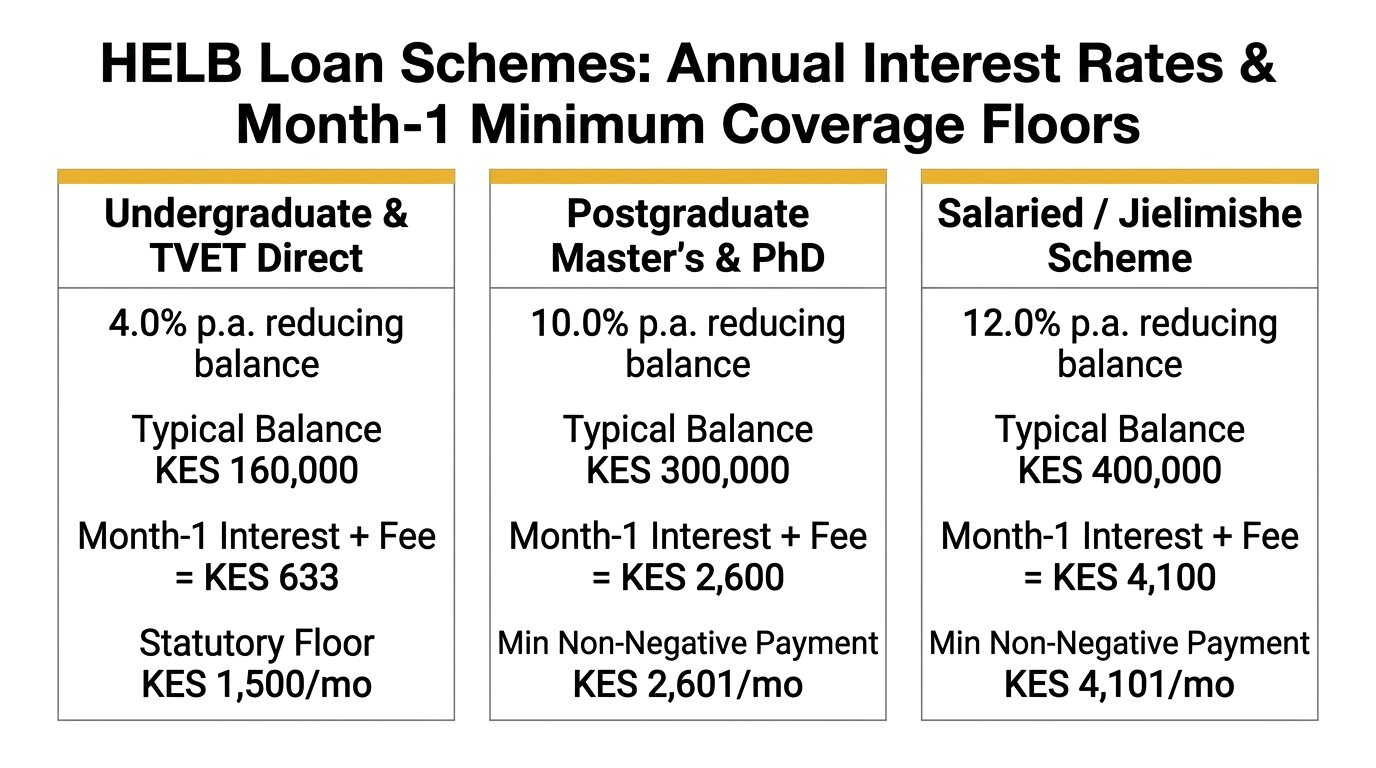 HELB Loan Schemes: Annual Interest Rates &
Month-1 Minimum Coverage Floors
Undergraduate &
TVET Direct
4.0% p.a. reducing
balance
Typical Balance
KES 160,000
Month-1 Interest + Fee
= KES 633
Statutory Floor
KES 1,500/mo
Postgraduate
Master’s & PhD
10.0% p.a. reducing
balance
Typical Balance
KES 300,000
Month-1 Interest + Fee
= KES 2,600
Min Non-Negative Payment
KES 2,601/mo
Salaried / Jielimishe
Scheme
12.0% p.a. reducing
balance
Typical Balance
KES 400,000
Month-1 Interest + Fee
= KES 4,100
Min Non-Negative Payment
KES 4,101/mo